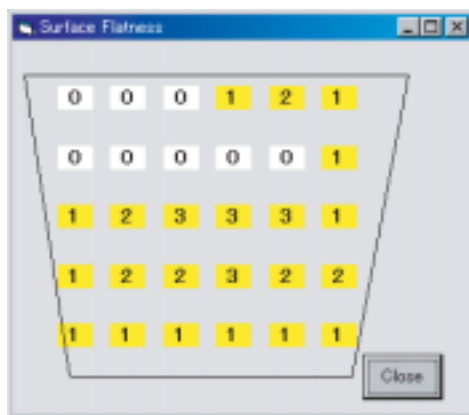 Surface Flatness
0 0 0 1 2 1
0 0 0 0 0 1
1 2 3 3 3 1
1 2 2 3 2 2
1 1 1 1 1 1
Close